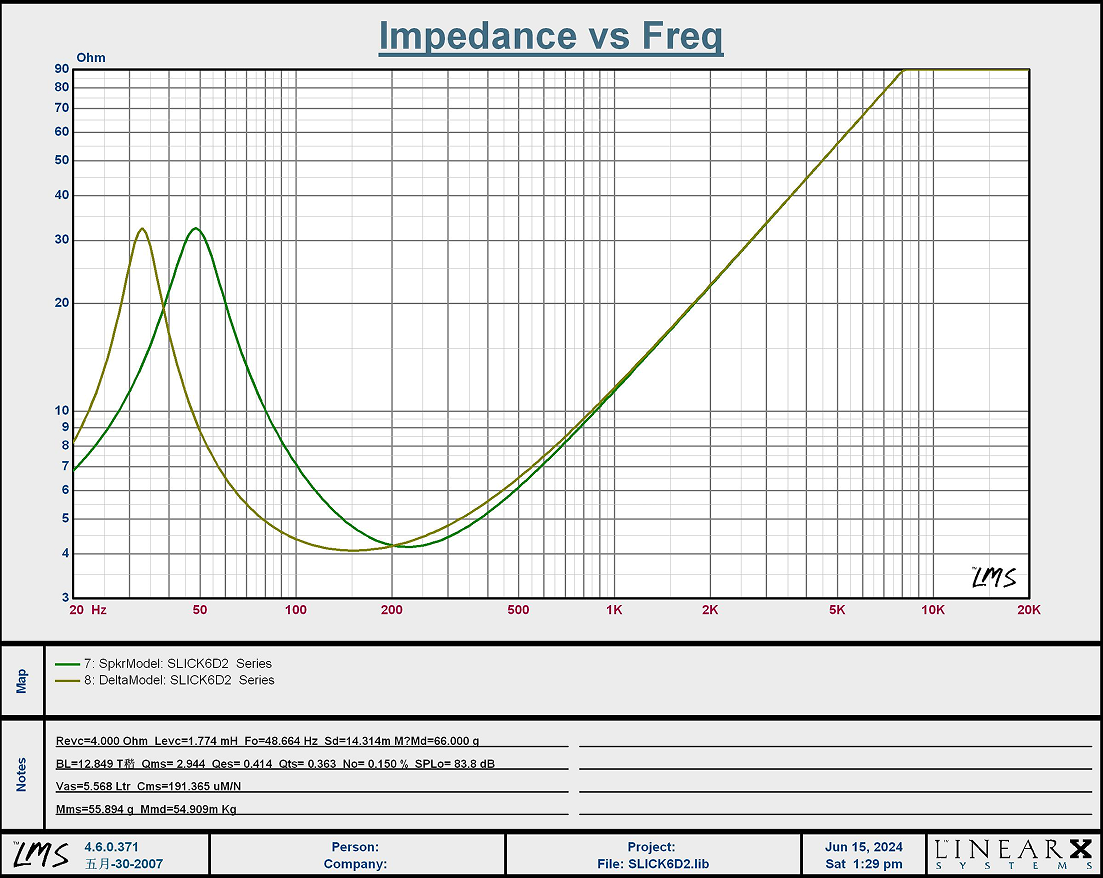 Impedance vs Freq
Ohm
90
80
70
60
50
40
30
20
10
9
8
7
6
5
4
3
20 Hz 50 100 200 500 1K 2K 5K 10K 20K
TM LMS
Map
7: SpkrModel: SLICK6D2 Series
8: DeltaModel: SLICK6D2 Series
Notes
Revc=4.000 Ohm Levc=1.774 mH Fo=48.664 Hz Sd=14.314m M?Md=66.000 g
BL=12.849 T Qms= 2.944 Qes= 0.414 Qts= 0.363 No= 0.150 % SPLo= 83.8 dB
Vas=5.568 Ltr Cms=191.365 uM/N
Mms=55.894 g Mmd=54.909m Kg
TM LMS
4.6.0.371
五月-30-2007
Person:
Company:
Project:
File: SLICK6D2.lib
Jun 15, 2024
Sat 1:29 pm
TM LINEARX
SYSTEMS